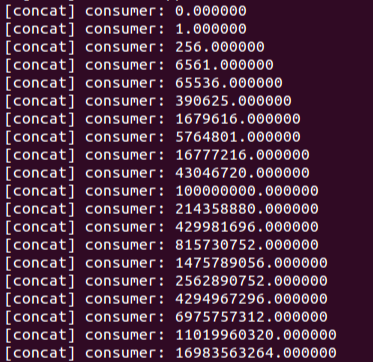 [concat] consumer: 0.000000
[concat] consumer: 1.000000
[concat] consumer: 256.000000
[concat] consumer: 6561.000000
[concat] consumer: 65536.000000
[concat] consumer: 390625.000000
[concat] consumer: 1679616.000000
[concat] consumer: 5764801.000000
[concat] consumer: 16777216.000000
[concat] consumer: 43046720.000000
[concat] consumer: 100000000.000000
[concat] consumer: 214358880.000000
[concat] consumer: 429981696.000000
[concat] consumer: 815730752.000000
[concat] consumer: 1475789056.000000
[concat] consumer: 2562890752.000000
[concat] consumer: 4294967296.000000
[concat] consumer: 6975757312.000000
[concat] consumer: 11019960320.000000
[concat] consumer: 16983563264.000000